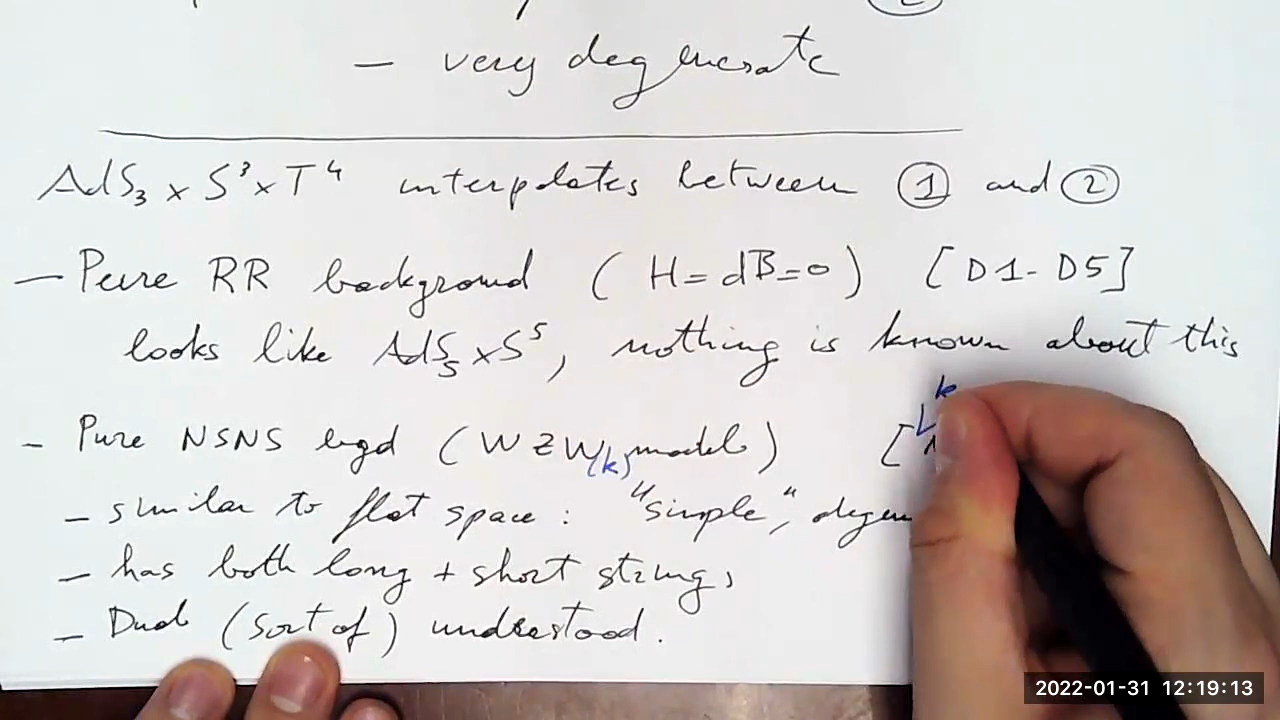 ②
— very degenerate
AdS₃ × S³ × T⁴ interpolates between ① and ②
— Pure RR background ( H = dB = 0 ) [ D1 - D5 ]
looks like AdS₅ × S⁵, nothing is known about this
- Pure NSNS bgd ( WZW(k) models ) [
k
- similar to flat space : "simple", degen
- has both long + short strings
- Dual (sort of) understood.
2022-01-31 12:19:13